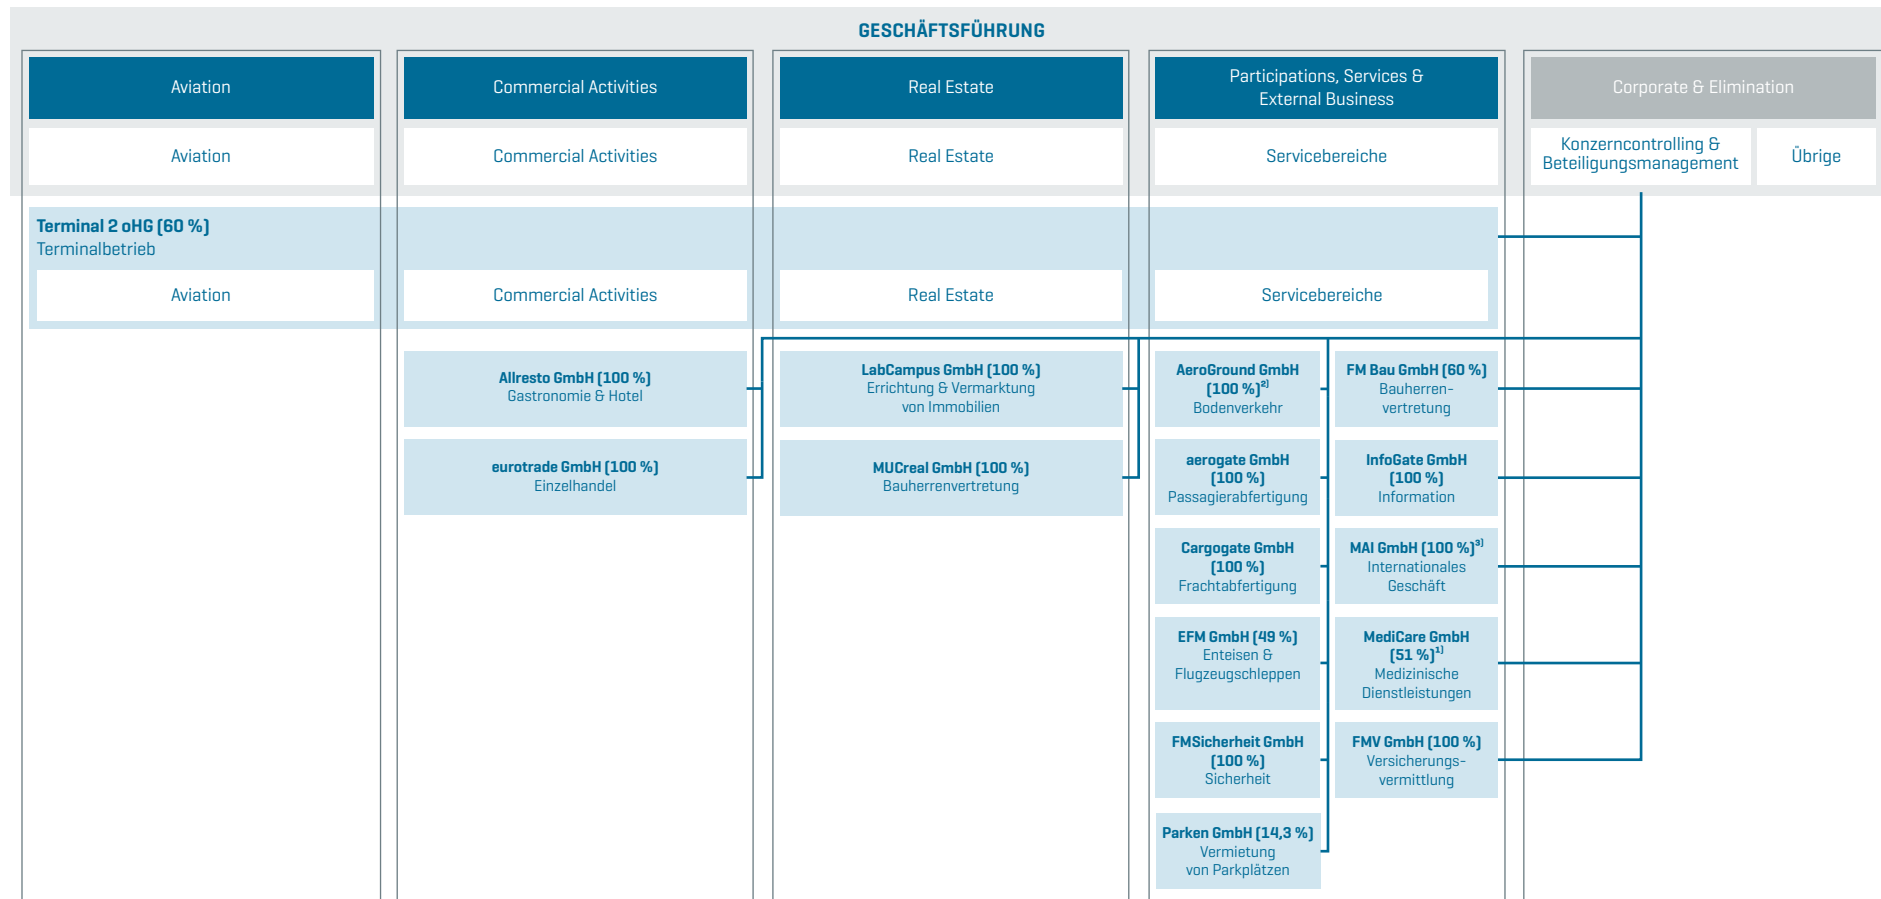 GESCHÄFTSFÜHRUNG
Aviation
Commercial Activities
Real Estate
Participations, Services &
External Business
Corporate & Elimination
Aviation
Commercial Activities
Real Estate
Servicebereiche
Konzerncontrolling &
Beteiligungsmanagement
Übrige
Terminal 2 oHG (60 %)
Terminalbetrieb
Aviation
Commercial Activities
Real Estate
Servicebereiche
Allresto GmbH (100 %)
Gastronomie & Hotel
eurotrade GmbH (100 %)
Einzelhandel
LabCampus GmbH (100 %)
Errichtung & Vermarktung
von Immobilien
MUCreal GmbH (100 %)
Bauherrenvertretung
AeroGround GmbH
(100 %)²⁾
Bodenverkehr
FM Bau GmbH (60 %)
Bauherren-
vertretung
aerogate GmbH
(100 %)
Passagierabfertigung
InfoGate GmbH
(100 %)
Information
Cargogate GmbH
(100 %)
Frachtabfertigung
MAI GmbH (100 %)³⁾
Internationales
Geschäft
EFM GmbH (49 %)
Enteisen &
Flugzeugschleppen
MediCare GmbH
(51 %)¹⁾
Medizinische
Dienstleistungen
FMSicherheit GmbH
(100 %)
Sicherheit
FMV GmbH (100 %)
Versicherungs-
vermittlung
Parken GmbH (14,3 %)
Vermietung
von Parkplätzen